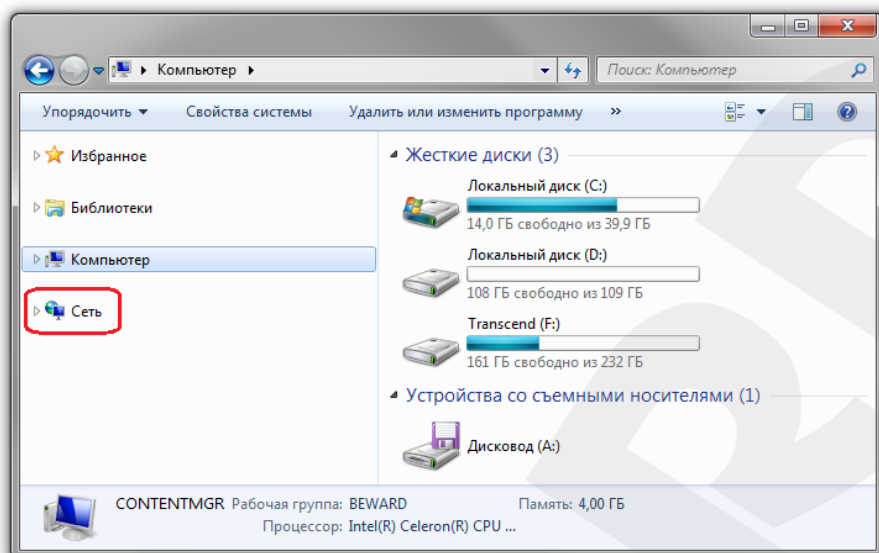 Компьютер
Поиск: Компьютер
Упорядочить
Свойства системы
Удалить или изменить программу
»
Избранное
Библиотеки
Компьютер
Сеть
Жесткие диски (3)
Локальный диск (C:)
14,0 ГБ свободно из 39,9 ГБ
Локальный диск (D:)
108 ГБ свободно из 109 ГБ
Transcend (F:)
161 ГБ свободно из 232 ГБ
Устройства со съемными носителями (1)
Дисковод (A:)
CONTENTMGR Рабочая группа: BEWARD Память: 4,00 ГБ
Процессор: Intel(R) Celeron(R) CPU ...